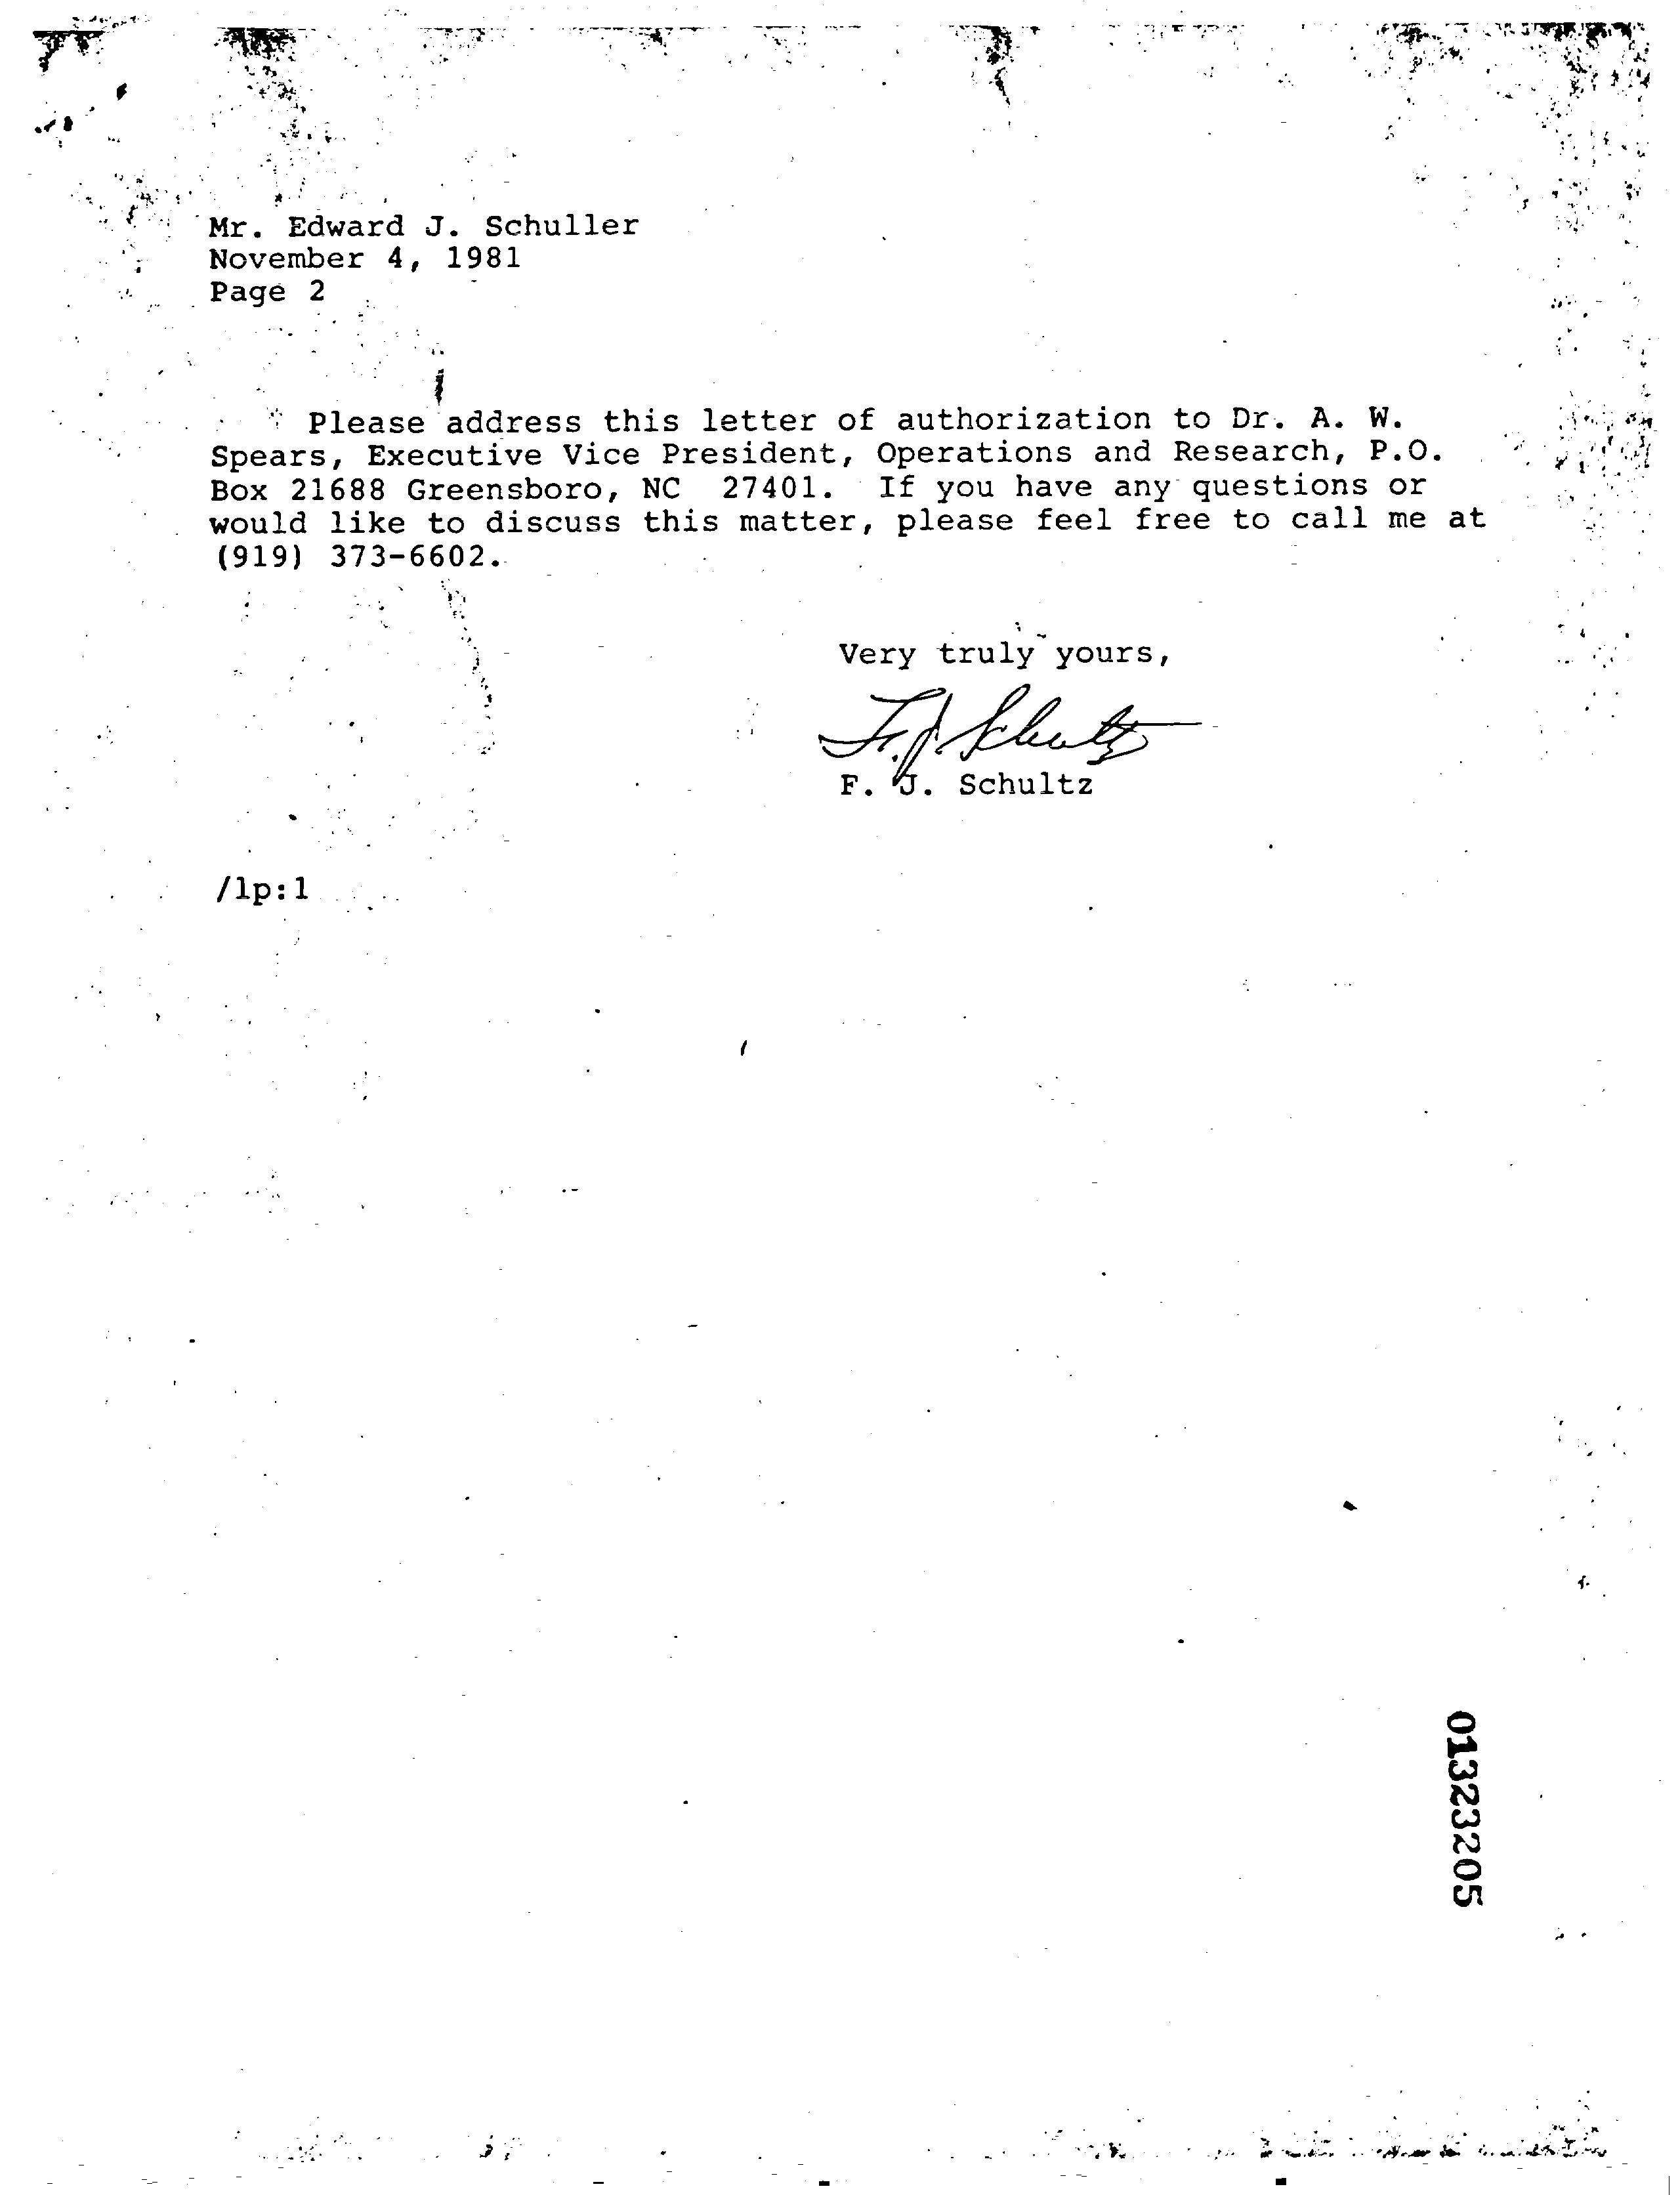 Mr. Edward J. Schuller
November 4, 1981
Page 2
Please address this letter of authorization to Dr. A. W.
Spears, Executive Vice President, Operations and Research, P.O.
Box 21688 Greensboro, NC  27401.  If you have any questions or
would like to discuss this matter, please feel free to call me at
(919) 373-6602.
Very truly yours,
F. J. Schultz
F. J. Schultz
/lp:1
01323205